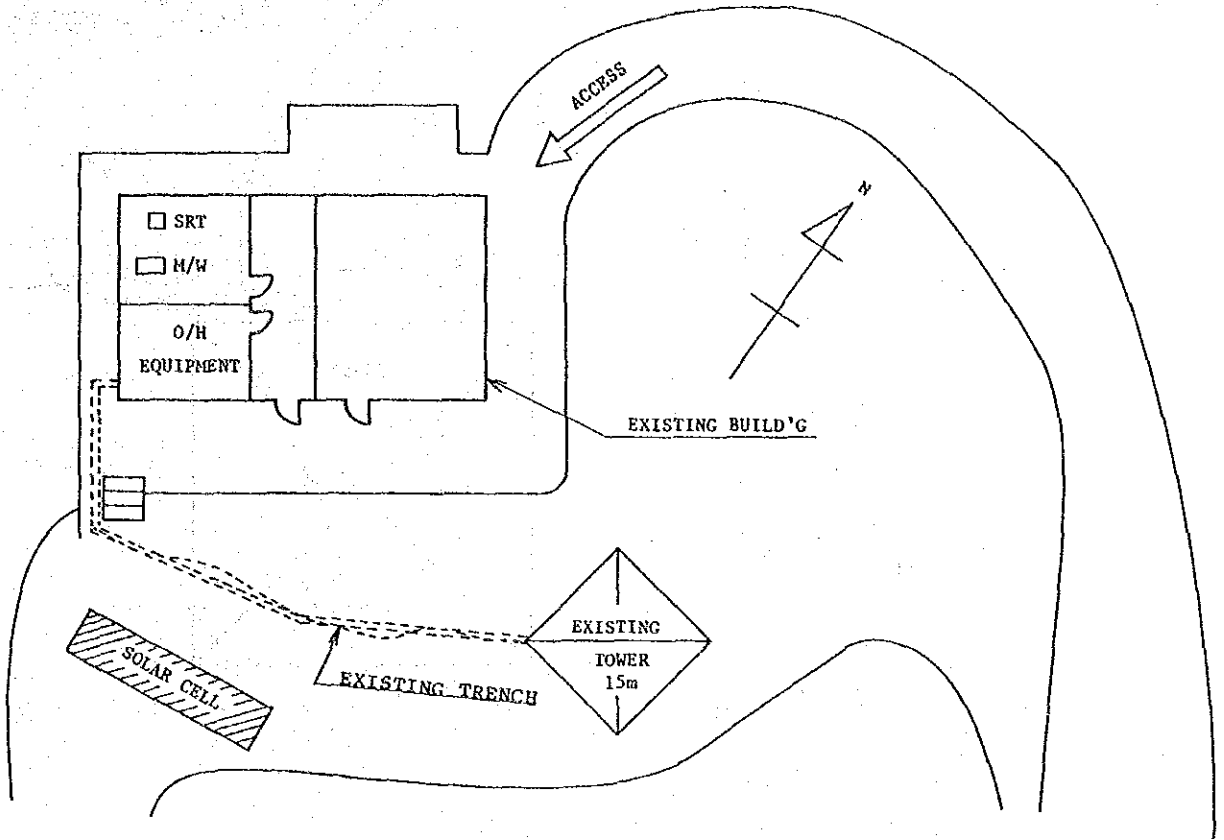 ACCESS
N
SRT
M/W
O/H
EQUIPMENT
EXISTING BUILD'G
EXISTING
TOWER
15m
SOLAR CELL
EXISTING TRENCH